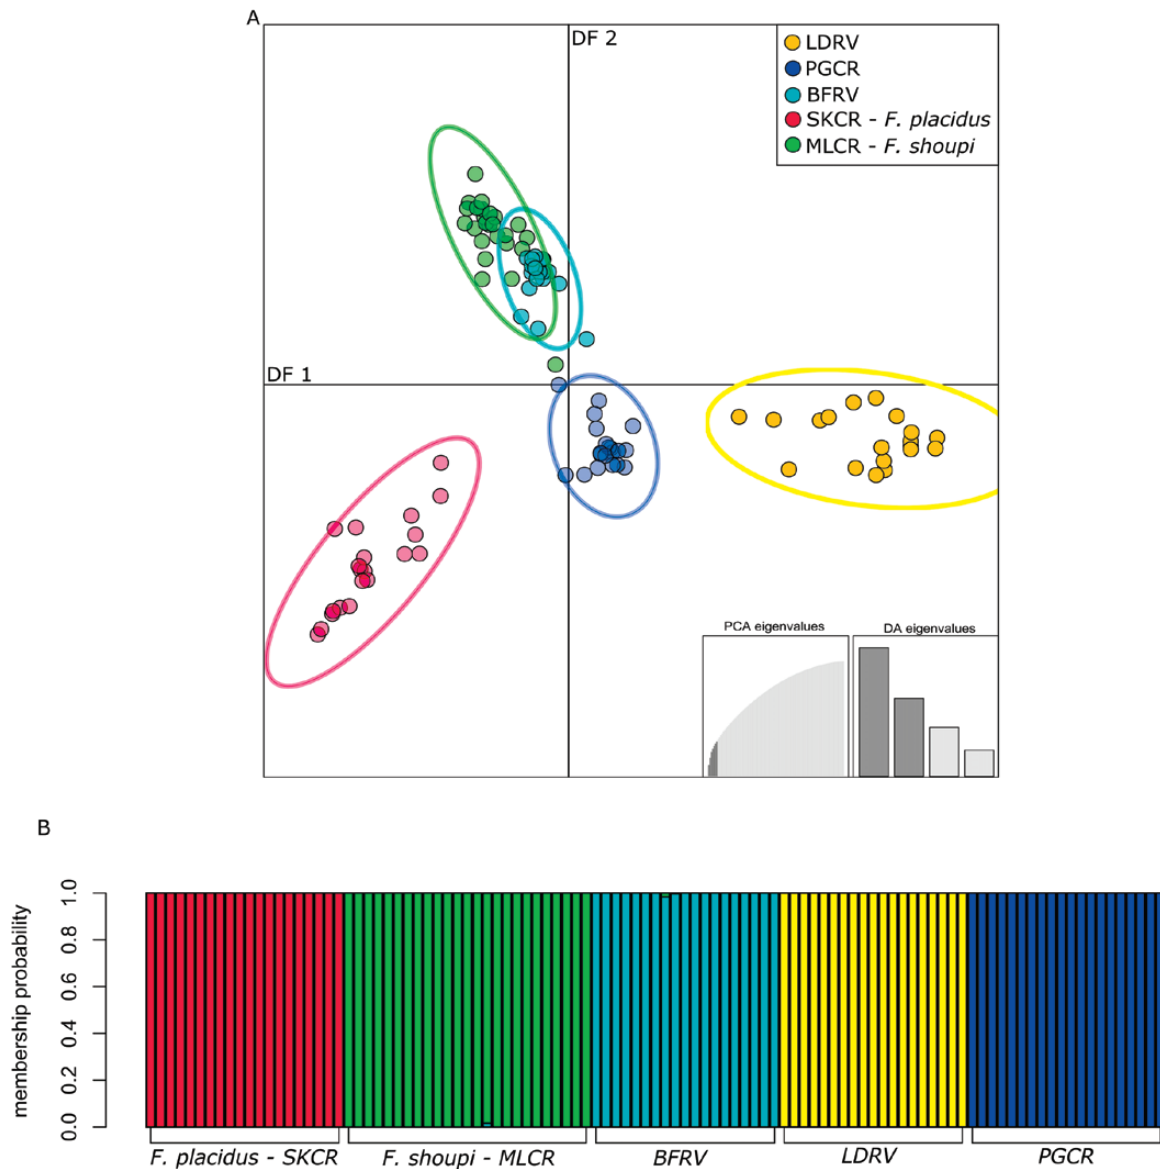 A
DF 2
LDRV
PGCR
BFRV
SKCR - F. placidus
MLCR - F. shoupi
DF 1
PCA eigenvalues
DA eigenvalues
B
membership probability
1.0
0.8
0.6
0.4
0.2
0.0
F. placidus - SKCR
F. shoupi - MLCR
BFRV
LDRV
PGCR